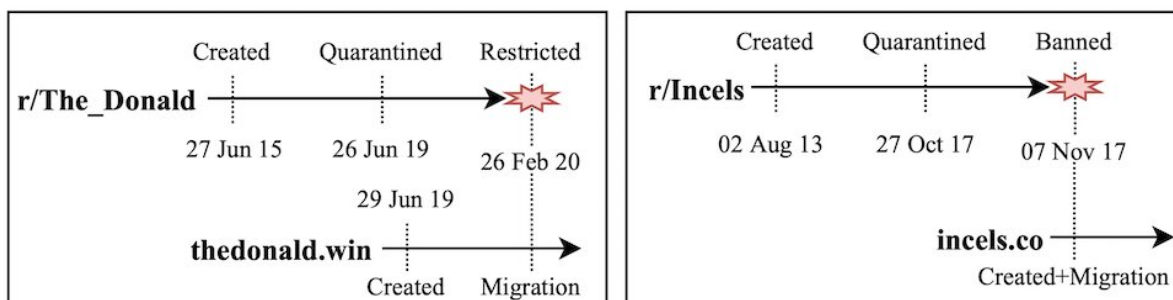 Created Quarantined Restricted
r/The_Donald
27 Jun 15 26 Jun 19 26 Feb 20
29 Jun 19
thedonald.win
Created Migration
Created Quarantined Banned
r/Incels
02 Aug 13 27 Oct 17 07 Nov 17
incels.co
Created+Migration